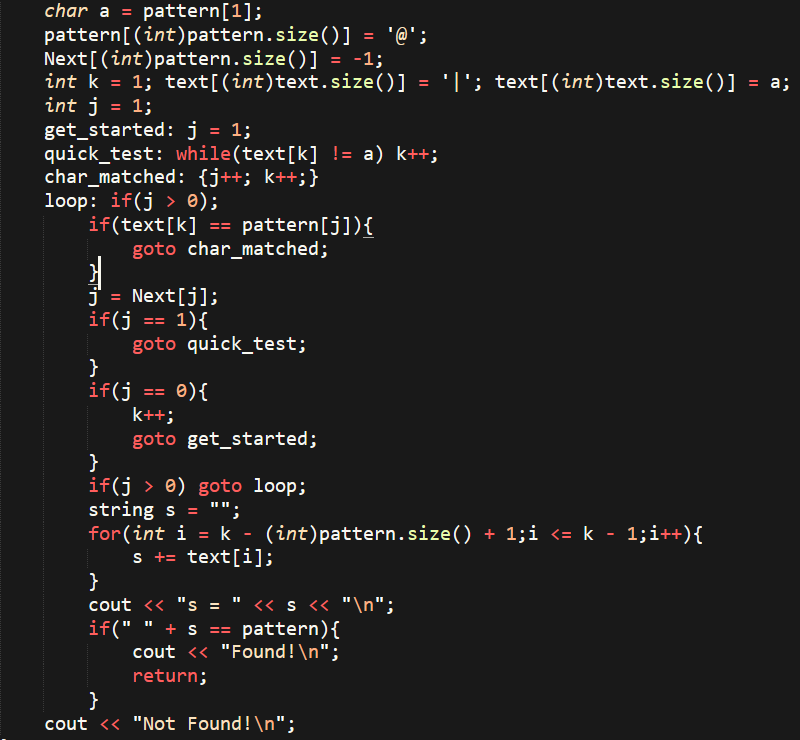 char a = pattern[1];
pattern[(int)pattern.size()] = '@';
Next[(int)pattern.size()] = -1;
int k = 1; text[(int)text.size()] = '|'; text[(int)text.size()] = a;
int j = 1;
get_started: j = 1;
quick_test: while(text[k] != a) k++;
char_matched: {j++; k++;}
loop: if(j > 0);
    if(text[k] == pattern[j]){
        goto char_matched;
    }
    j = Next[j];
    if(j == 1){
        goto quick_test;
    }
    if(j == 0){
        k++;
        goto get_started;
    }
    if(j > 0) goto loop;
    string s = "";
    for(int i = k - (int)pattern.size() + 1;i <= k - 1;i++){
        s += text[i];
    }
    cout << "s = " << s << "\n";
    if(" " + s == pattern){
        cout << "Found!\n";
        return;
    }
cout << "Not Found!\n";